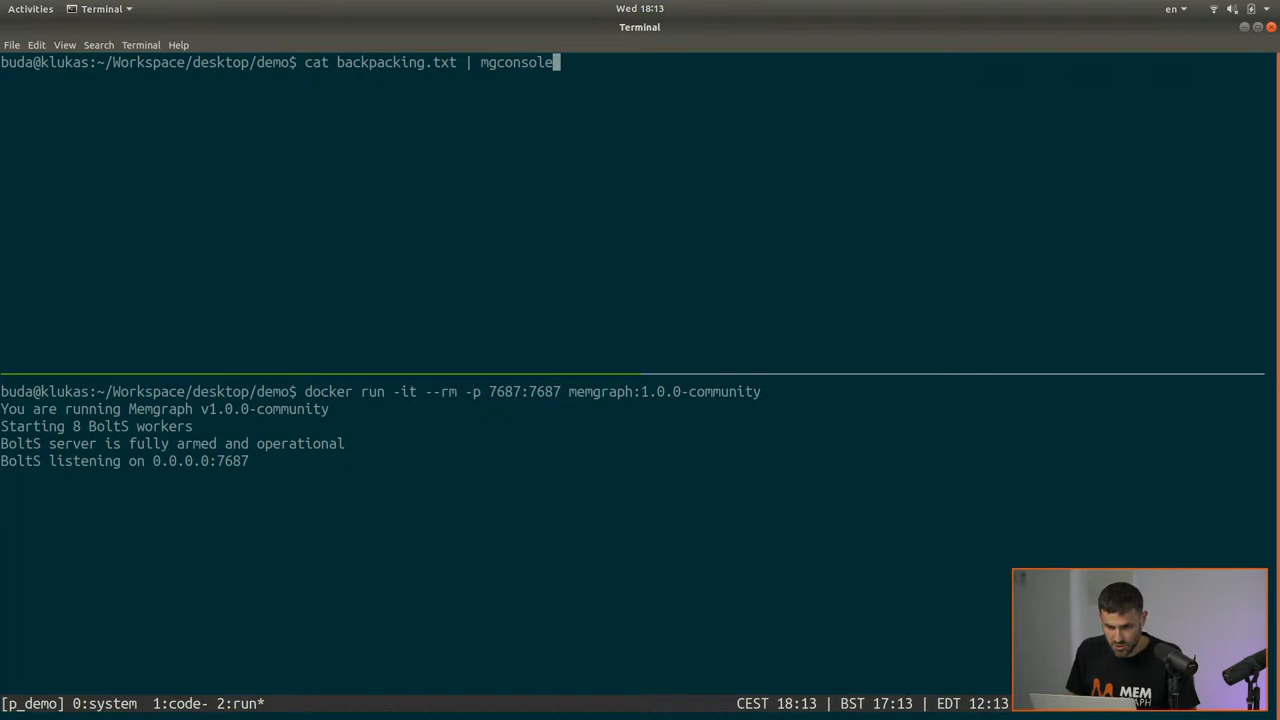 Activities Terminal Wed 18:13 en
Terminal
File Edit View Search Terminal Help
buda@klukas:~/Workspace/desktop/demo$ cat backpacking.txt | mgconsole
buda@klukas:~/Workspace/desktop/demo$ docker run -it --rm -p 7687:7687 memgraph:1.0.0-community
You are running Memgraph v1.0.0-community
Starting 8 BoltS workers
BoltS server is fully armed and operational
BoltS listening on 0.0.0.0:7687
MEM
GRAPH
[p_demo] 0:system 1:code- 2:run* CEST 18:13 | BST 17:13 | EDT 12:13